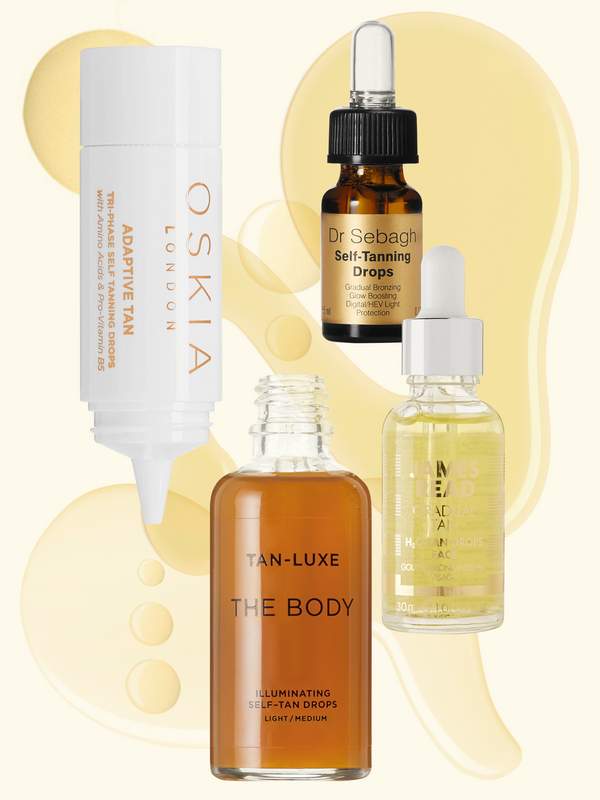 OSKIA
LONDON
ADAPTIVE TAN
TRI-PHASE SELF TANNING DROPS
with Amino Acids & Pro-Vitamin B5
Dr Sebagh
Self-Tanning
Drops
Gradual Bronzing
Glow Boosting
Digital/HEV Light
Protection
JAMES
READ
GRADUAL
TAN
FACE
TAN-LUXE
THE BODY
ILLUMINATING
SELF-TAN DROPS
LIGHT/MEDIUM